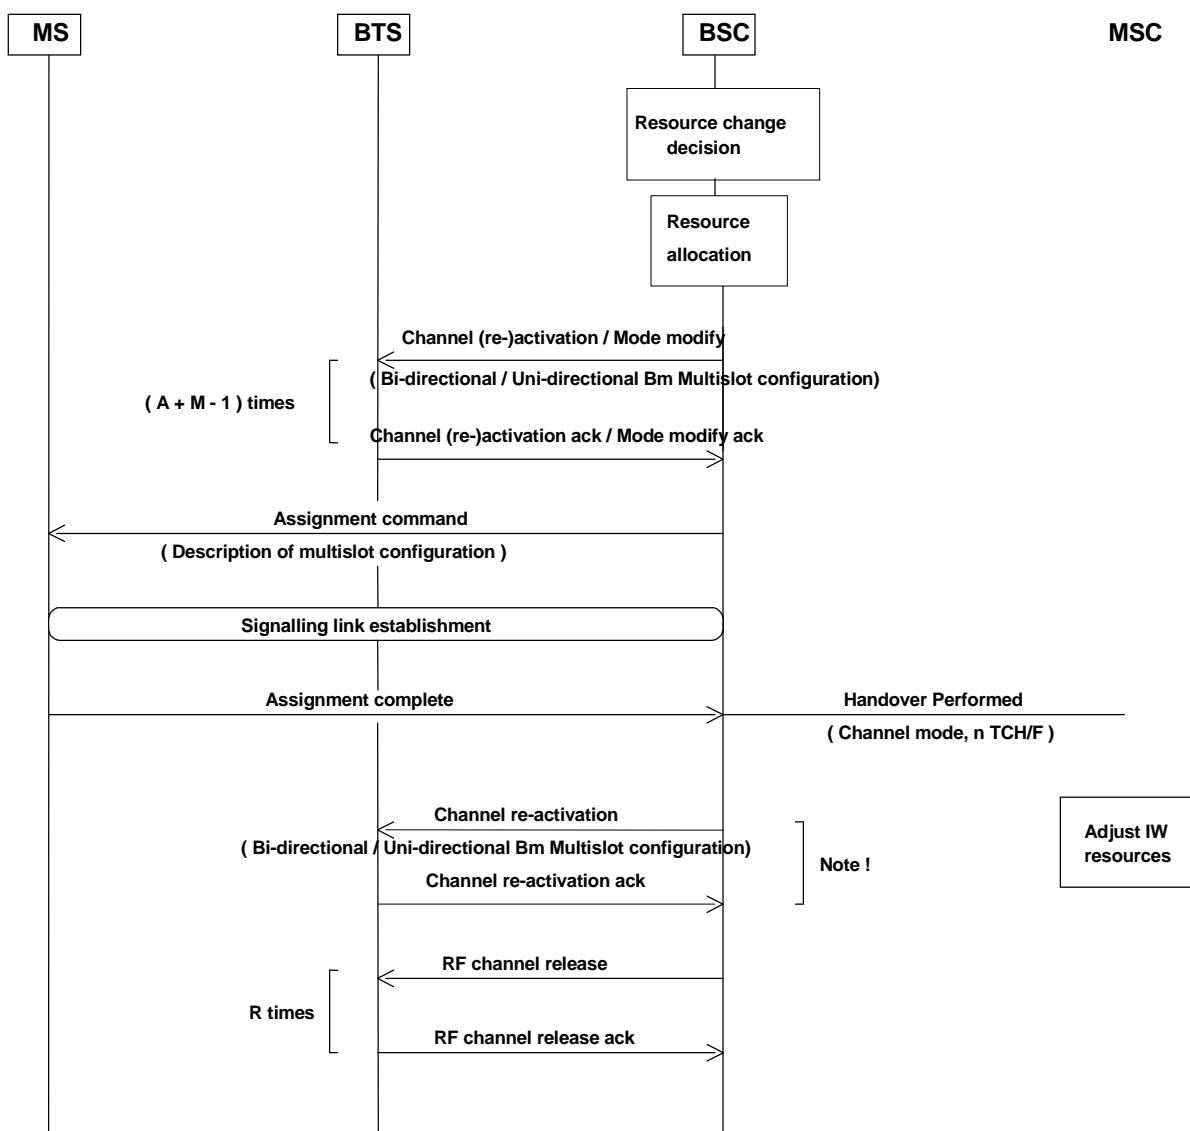 MS BTS BSC MSC
Resource change
decision
Resource
allocation
Channel (re-)activation / Mode modify
( Bi-directional / Uni-directional Bm Multislot configuration)
( A + M - 1 ) times
Channel (re-)activation ack / Mode modify ack
Assignment command
( Description of multislot configuration )
Signalling link establishment
Assignment complete
Handover Performed
( Channel mode, n TCH/F )
Channel re-activation
( Bi-directional / Uni-directional Bm Multislot configuration)
Channel re-activation ack
Note !
Adjust IW
resources
RF channel release
R times
RF channel release ack